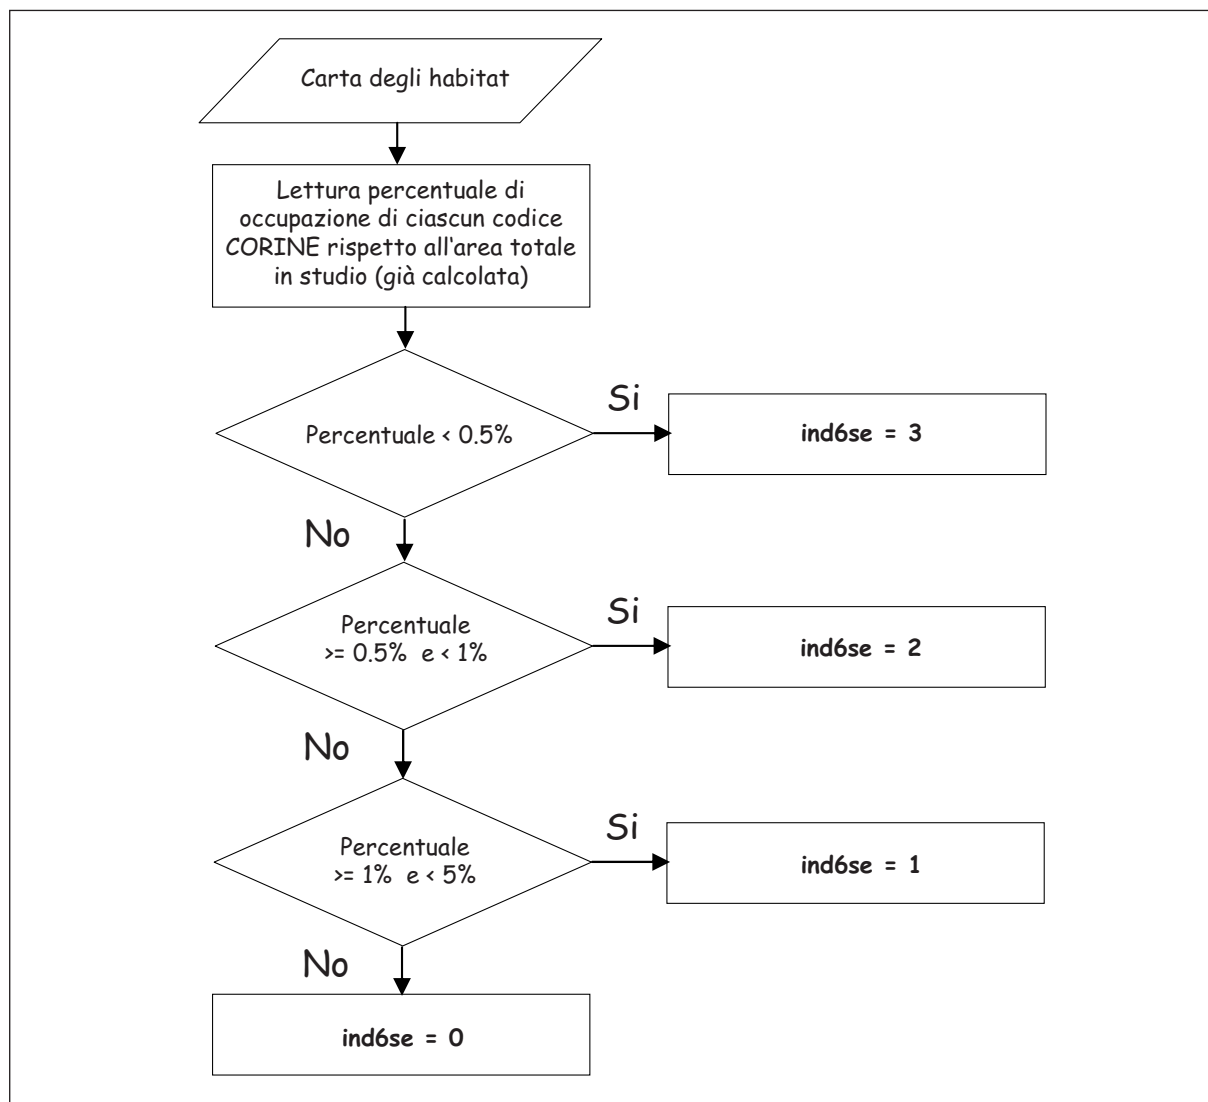 Carta degli habitat
Lettura percentuale di
occupazione di ciascun codice
CORINE rispetto all'area totale
in studio (già calcolata)
Percentuale < 0.5%
Si
ind6se = 3
No
Percentuale
>= 0.5% e < 1%
Si
ind6se = 2
No
Percentuale
>= 1% e < 5%
Si
ind6se = 1
No
ind6se = 0